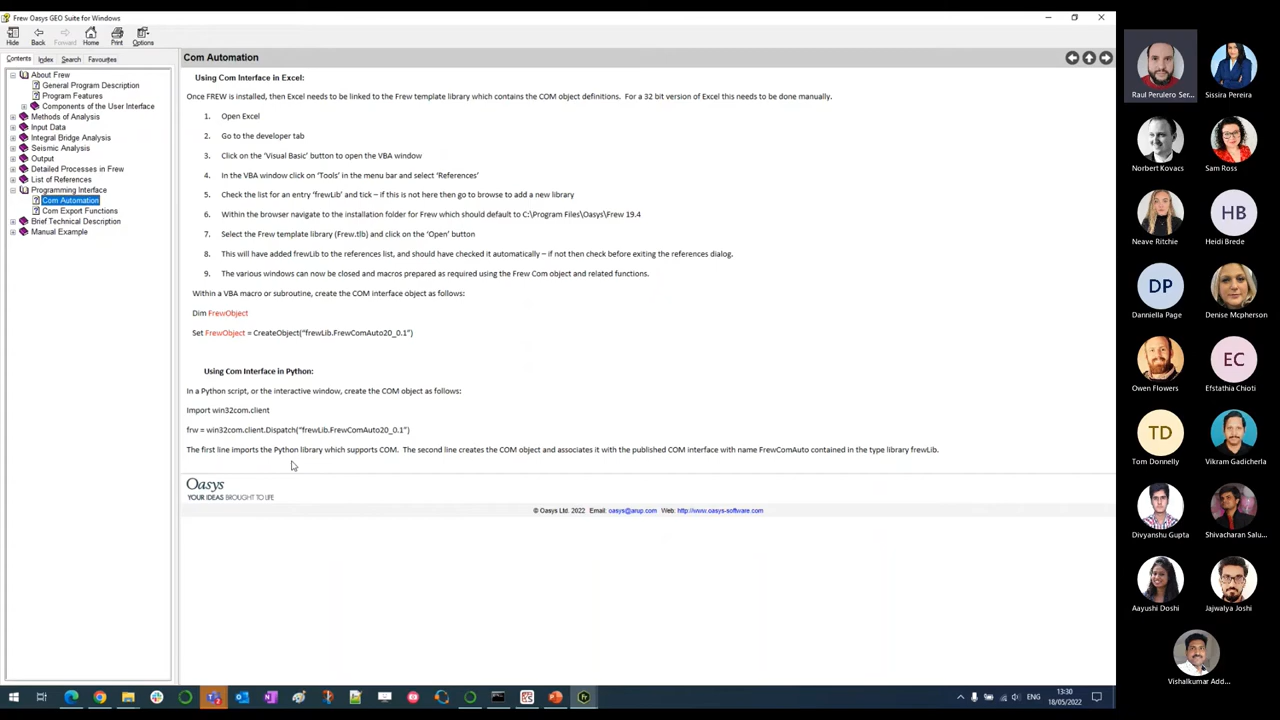 Frew Oasys GEO Suite for Windows
Hide Back Forward Home Print Options
Contents Index Search Favourites
About Frew
General Program Description
Program Features
Components of the User Interface
Methods of Analysis
Input Data
Integral Bridge Analysis
Seismic Analysis
Output
Detailed Processes in Frew
List of References
Programming Interface
Com Automation
Com Export Functions
Brief Technical Description
Manual Example
Com Automation
Using Com Interface in Excel:
Once FREW is installed, then Excel needs to be linked to the Frew template library which contains the COM object definitions. For a 32 bit version of Excel this needs to be done manually.
1. Open Excel
2. Go to the developer tab
3. Click on the 'Visual Basic' button to open the VBA window
4. In the VBA window click on 'Tools' in the menu bar and select 'References'
5. Check the list for an entry 'frewLib' and tick – if this is not here then go to browse to add a new library
6. Within the browser navigate to the installation folder for Frew which should default to C:\Program Files\Oasys\Frew 19.4
7. Select the Frew template library (Frew.tlb) and click on the 'Open' button
8. This will have added frewLib to the references list, and should have checked it automatically – if not then check before exiting the references dialog.
9. The various windows can now be closed and macros prepared as required using the Frew Com object and related functions.
Within a VBA macro or subroutine, create the COM interface object as follows:
Dim FrewObject
Set FrewObject = CreateObject("frewLib.FrewComAuto20_0.1")
Using Com Interface in Python:
In a Python script, or the interactive window, create the COM object as follows:
Import win32com.client
frw = win32com.client.Dispatch("frewLib.FrewComAuto20_0.1")
The first line imports the Python library which supports COM. The second line creates the COM object and associates it with the published COM interface with name FrewComAuto contained in the type library frewLib.
Oasys
YOUR IDEAS BROUGHT TO LIFE
© Oasys Ltd. 2022 Email: oasys@arup.com Web: http://www.oasys-software.com
Raul Perulero Ser... Sissira Pereira
Norbert Kovacs Sam Ross
HB
Neave Ritchie Heidi Brede
DP
Danniella Page Denise Mcpherson
EC
Owen Flowers Efstathia Chioti
TD
Tom Donnelly Vikram Gadicherla
Divyanshu Gupta Shivacharan Salu...
Aayushi Doshi Jajwalya Joshi
Vishalkumar Add...
Fr
ENG
13:30
18/05/2022